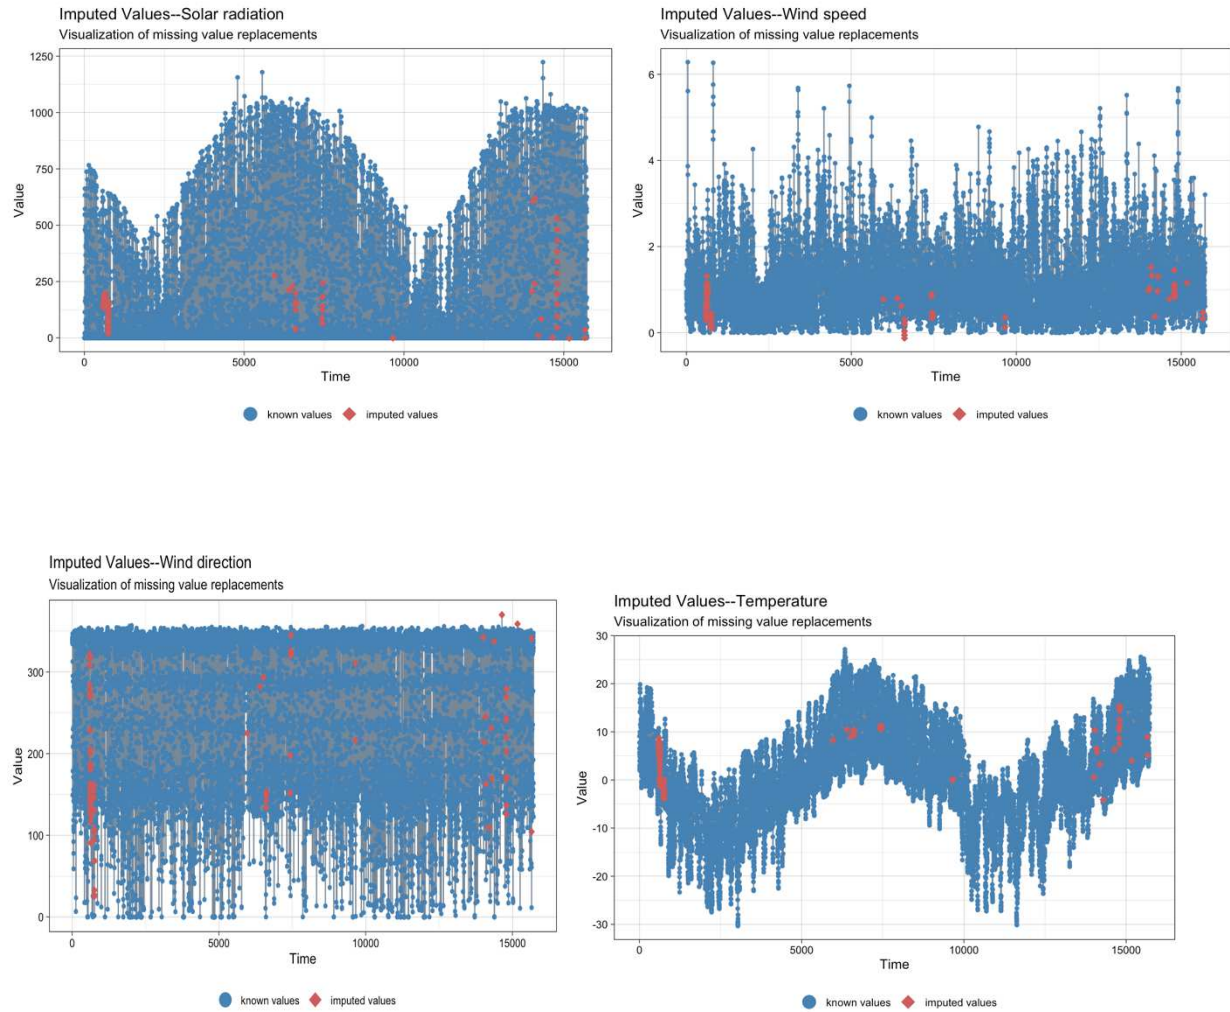 Imputed Values--Solar radiation
Visualization of missing value replacements
1250
1000
750
500
250
0
Value
0 5000 10000 15000
Time
known values imputed values
Imputed Values--Wind speed
Visualization of missing value replacements
6
4
2
0
Value
0 5000 10000 15000
Time
known values imputed values
Imputed Values--Wind direction
Visualization of missing value replacements
300
200
100
0
Value
0 5000 10000 15000
Time
known values imputed values
Imputed Values--Temperature
Visualization of missing value replacements
30
20
10
0
-10
-20
-30
Value
0 5000 10000 15000
Time
known values imputed values